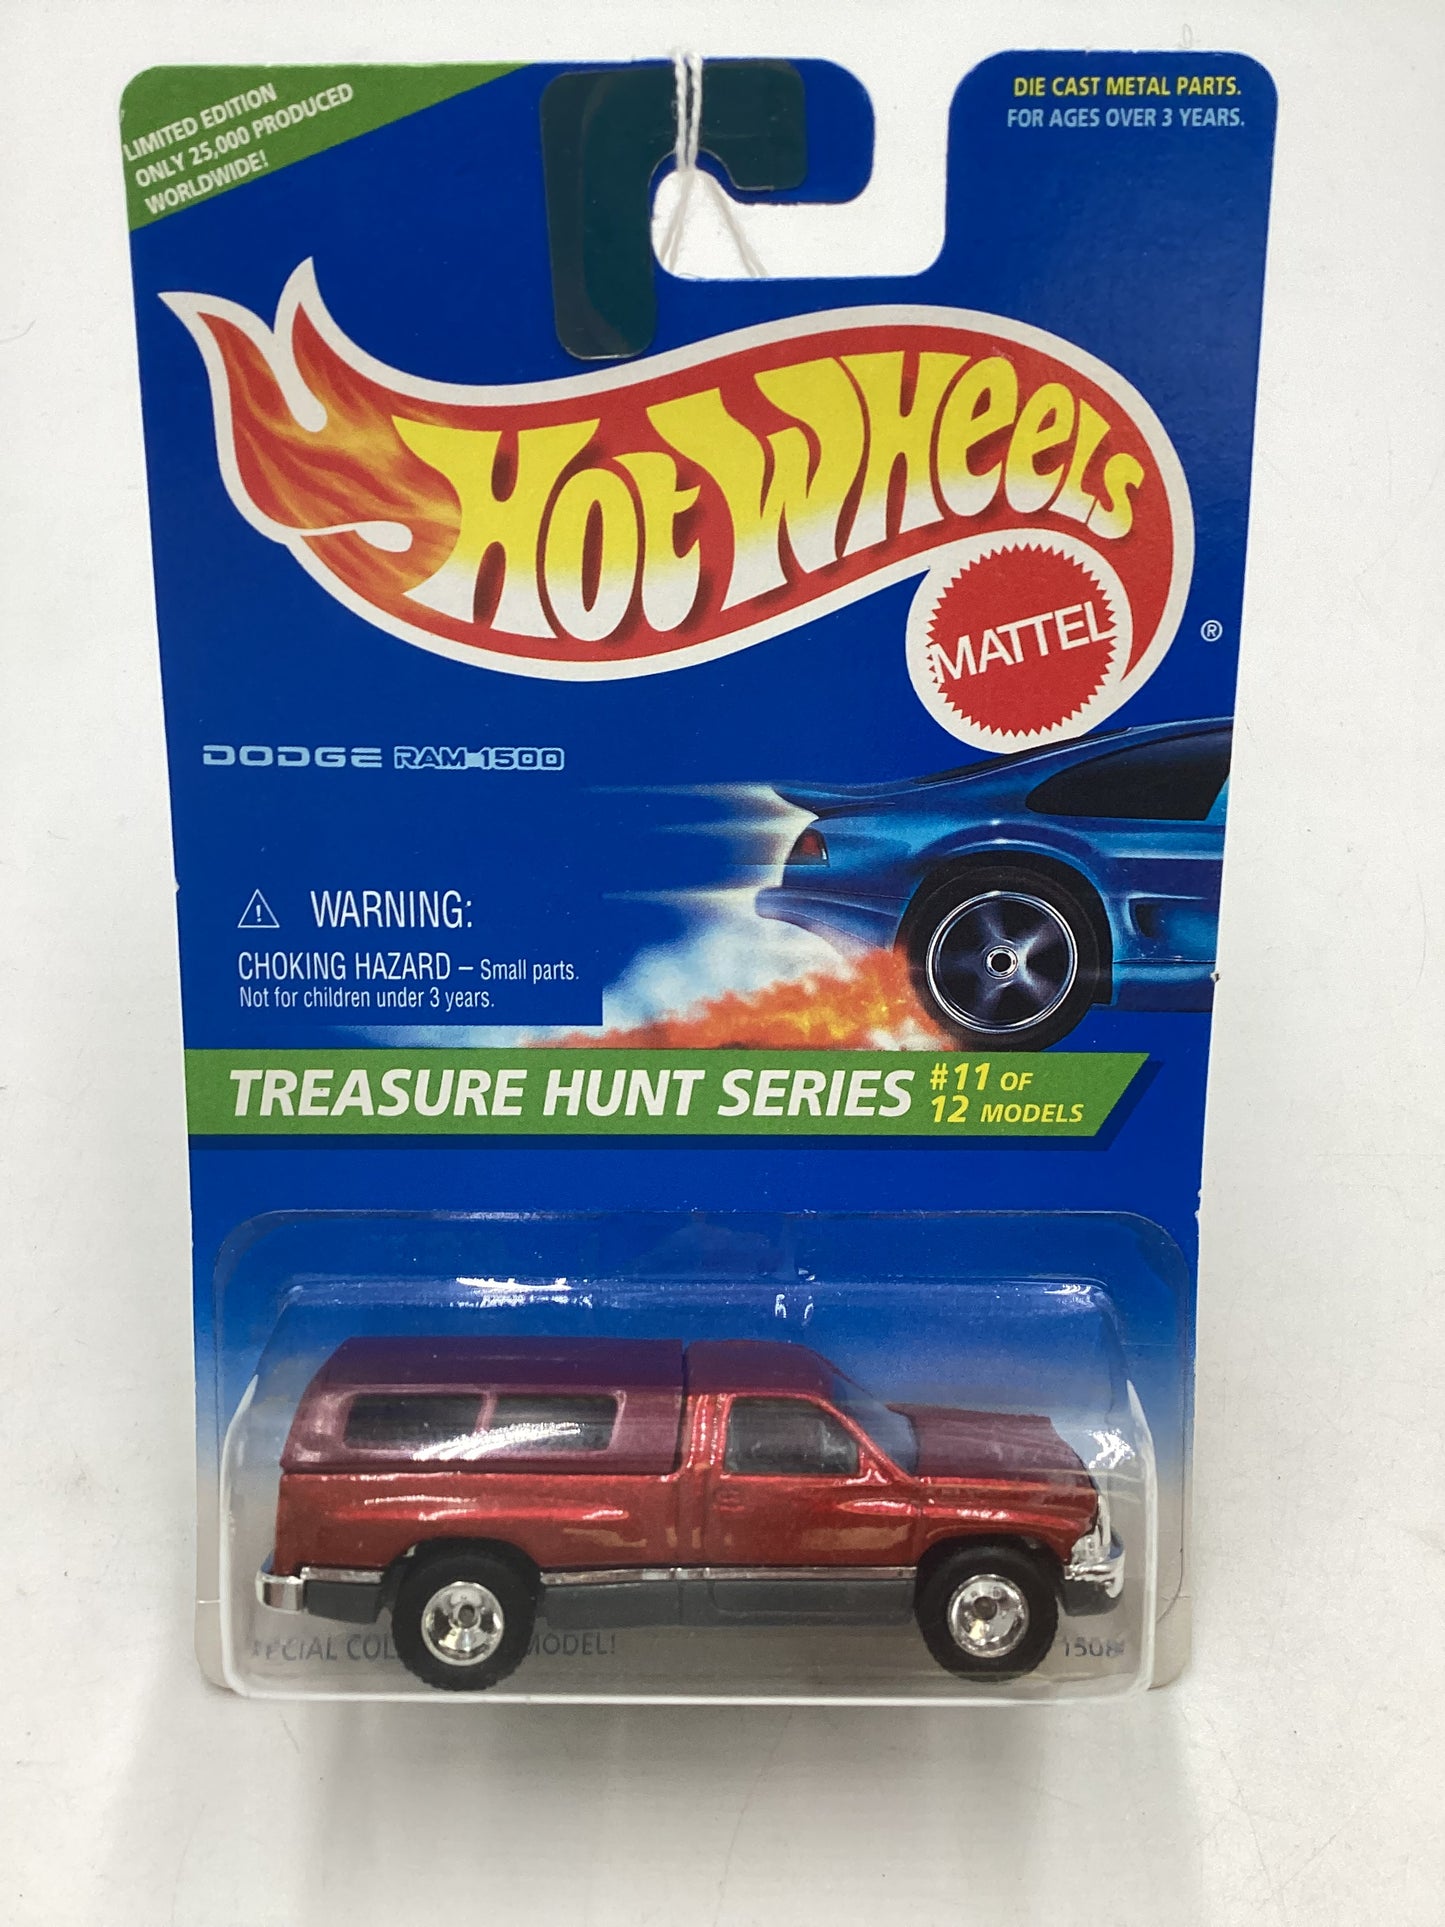 LIMITED EDITION
ONLY 25,000 PRODUCED
WORLDWIDE!
DIE CAST METAL PARTS.
FOR AGES OVER 3 YEARS.
HOT WHEELS
MATTEL
®
DODGE RAM 1500
WARNING:
CHOKING HAZARD – Small parts.
Not for children under 3 years.
TREASURE HUNT SERIES
#11 OF
12 MODELS
MODEL!